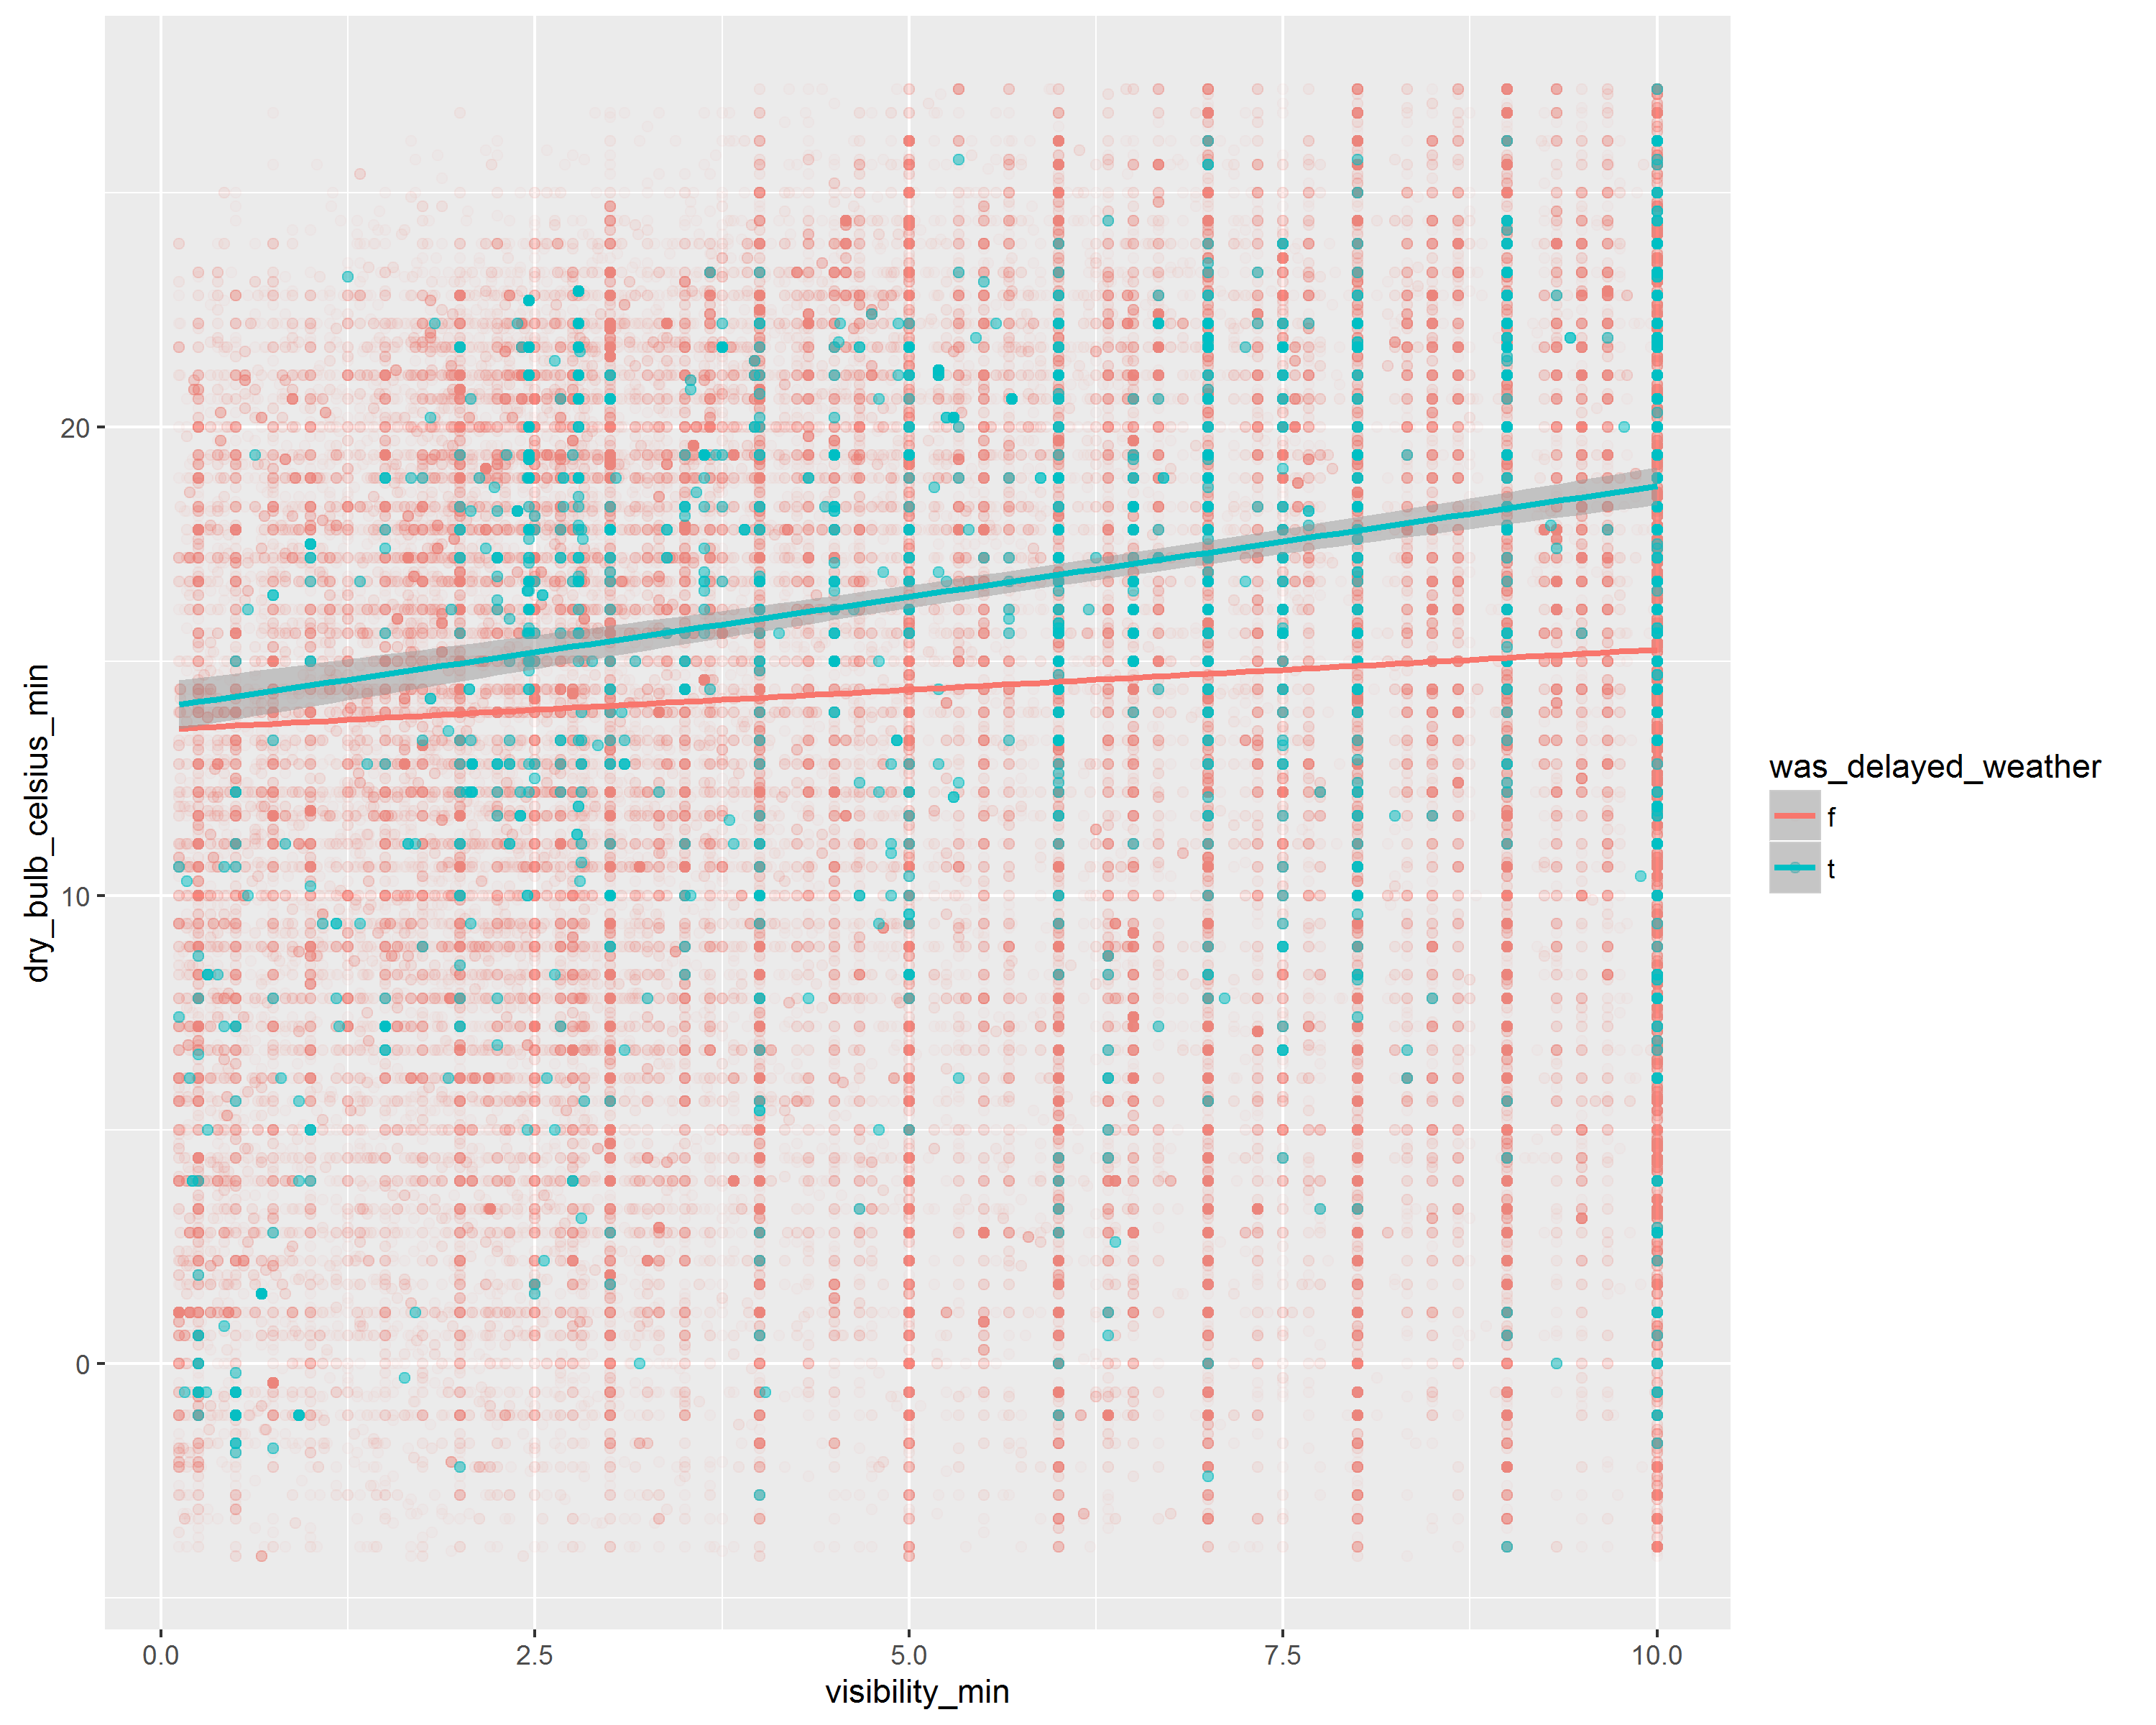 dry_bulb_celsius_min
20
10
0
0.0 2.5 5.0 7.5 10.0
visibility_min
was_delayed_weather
f
t